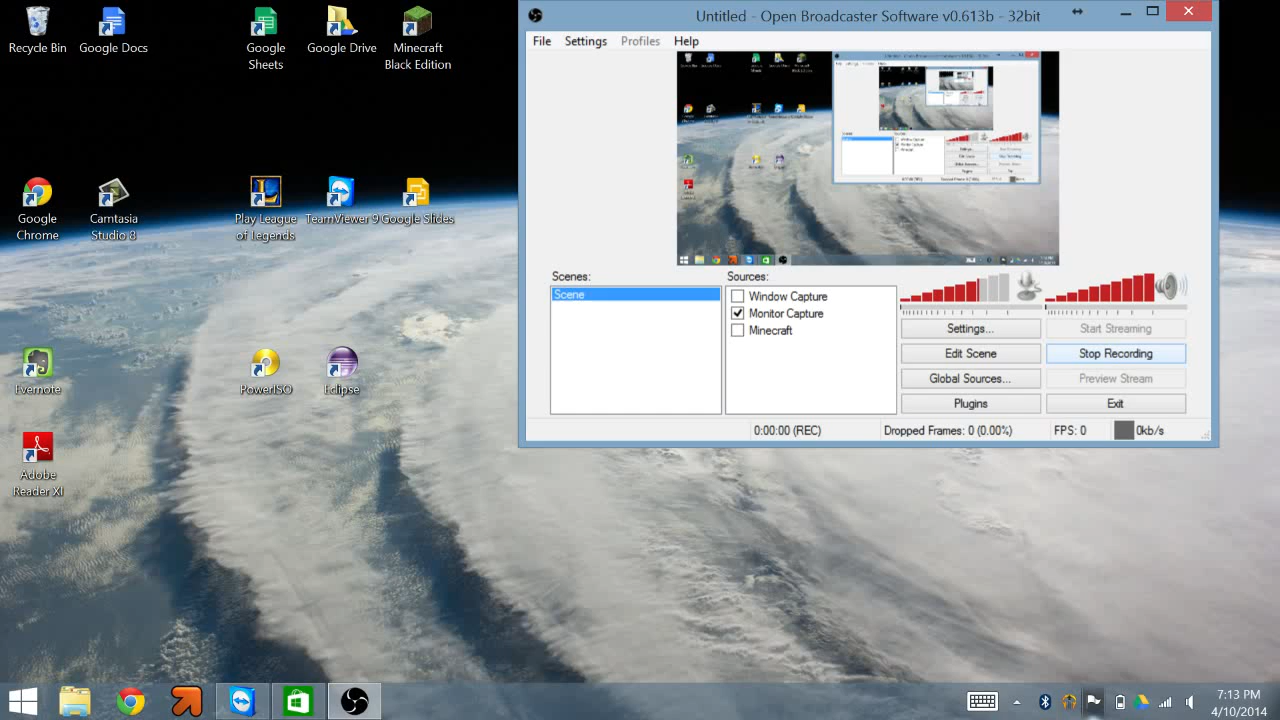 Recycle Bin
Google Docs
Google
Sheets
Google Drive
Minecraft
Black Edition
Google
Chrome
Camtasia
Studio 8
Play League
of Legends
TeamViewer 9
Google Slides
Evernote
PowerISO
Eclipse
Adobe
Reader XI
Untitled - Open Broadcaster Software v0.613b - 32bit
File Settings Profiles Help
Scenes:
Scene
Sources:
Window Capture
Monitor Capture
Minecraft
Settings...
Start Streaming
Edit Scene
Stop Recording
Global Sources...
Preview Stream
Plugins
Exit
0:00:00 (REC)
Dropped Frames: 0 (0.00%)
FPS: 0
0kb/s
7:13 PM
4/10/2014